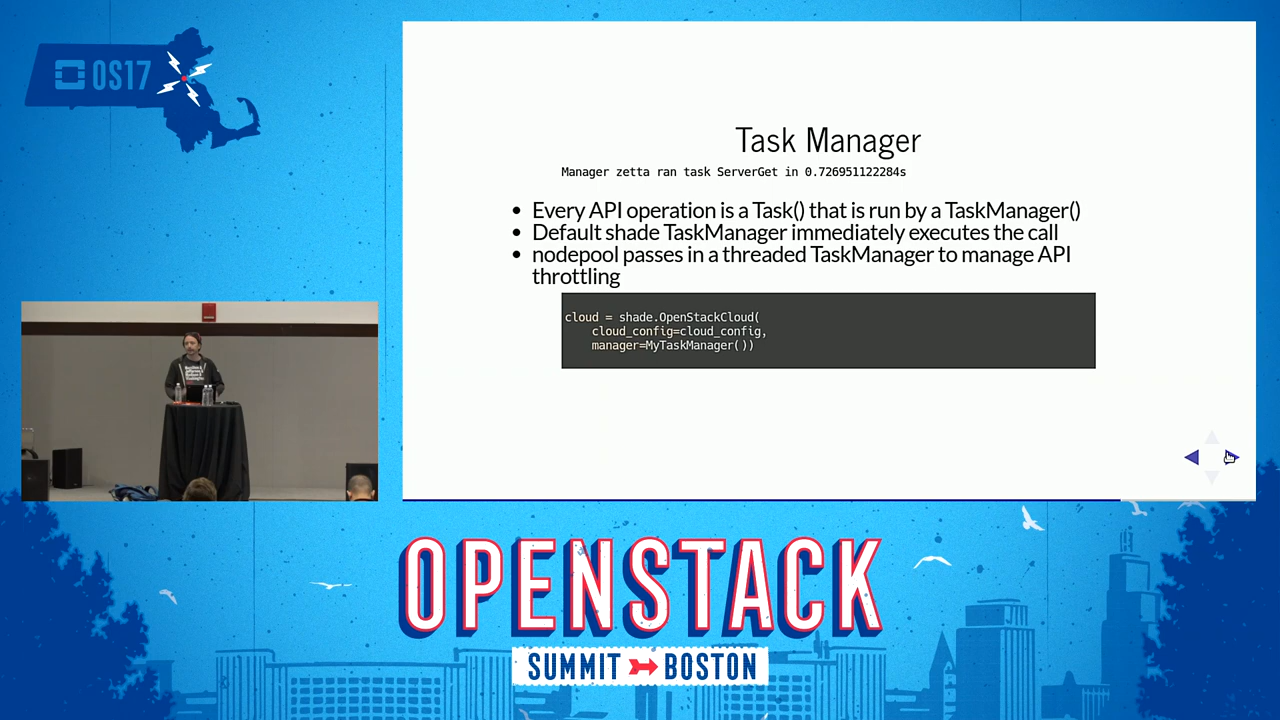 OS17
Task Manager
Manager zetta ran task ServerGet in 0.726951122284s
• Every API operation is a Task() that is run by a TaskManager()
• Default shade TaskManager immediately executes the call
• nodepool passes in a threaded TaskManager to manage API
throttling
cloud = shade.OpenStackCloud(
    cloud_config=cloud_config,
    manager=MyTaskManager())
OPENSTACK
SUMMIT BOSTON